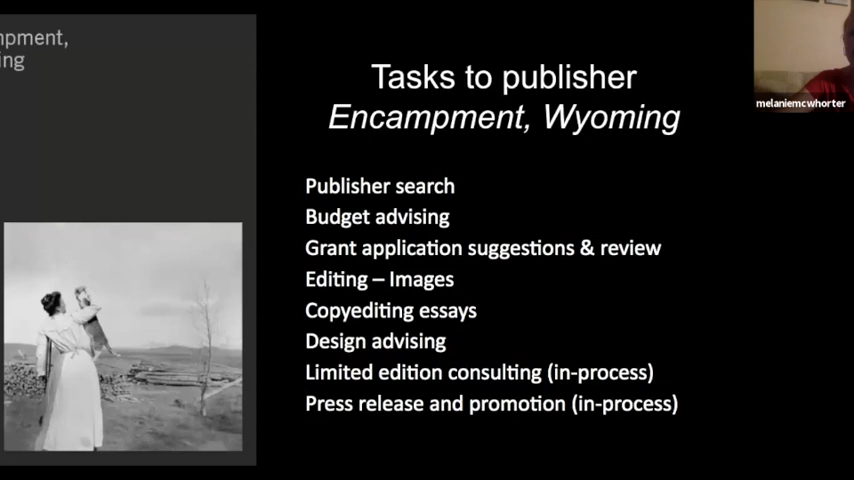 mpment,
ing
Tasks to publisher
Encampment, Wyoming
melaniemcwhorter
Publisher search
Budget advising
Grant application suggestions & review
Editing – Images
Copyediting essays
Design advising
Limited edition consulting (in-process)
Press release and promotion (in-process)